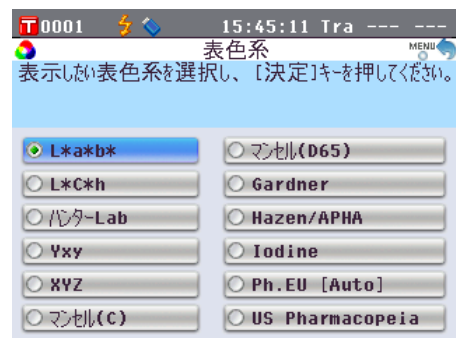 T0001 15:45:11 Tra --- ---
表色系 MENU
表示したい表色系を選択し、[決定]キーを押してください。
L*a*b*
L*C*h
ハンターLab
Yxy
XYZ
マンセル(C)
マンセル(D65)
Gardner
Hazen/APHA
Iodine
Ph.EU [Auto]
US Pharmacopeia